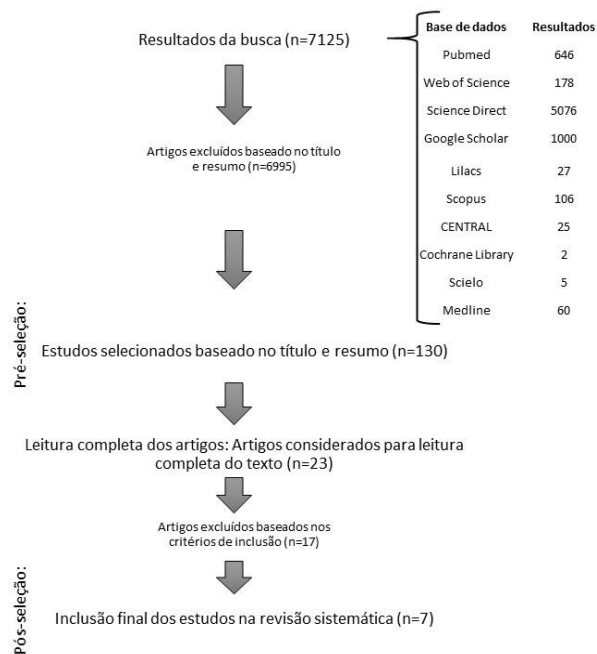 Resultados da busca (n=7125)
Base de dados Resultados
Pubmed 646
Web of Science 178
Science Direct 5076
Google Scholar 1000
Lilacs 27
Scopus 106
CENTRAL 25
Cochrane Library 2
Scielo 5
Medline 60
Artigos excluídos baseado no título
e resumo (n=6995)
Pré-seleção:
Estudos selecionados baseado no título e resumo (n=130)
Leitura completa dos artigos: Artigos considerados para leitura
completa do texto (n=23)
Artigos excluídos baseados nos
critérios de inclusão (n=17)
Pós-seleção:
Inclusão final dos estudos na revisão sistemática (n=7)